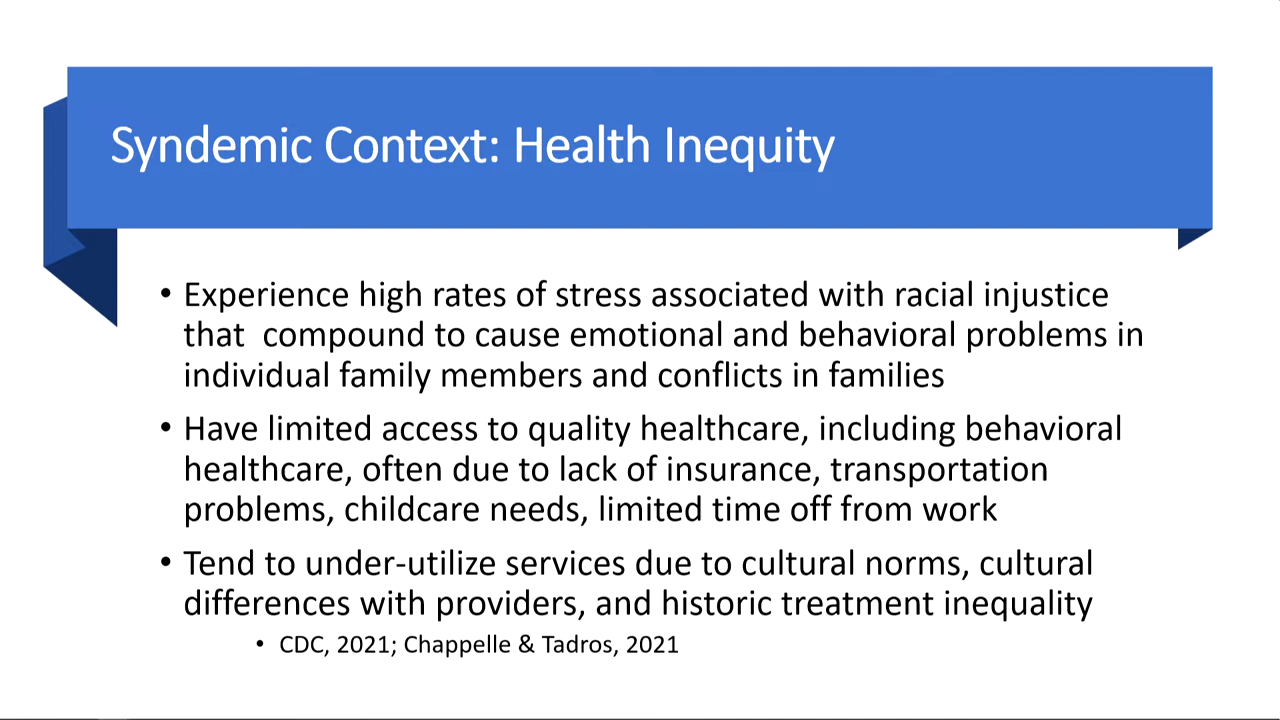 Syndemic Context: Health Inequity
• Experience high rates of stress associated with racial injustice
that  compound to cause emotional and behavioral problems in
individual family members and conflicts in families
• Have limited access to quality healthcare, including behavioral
healthcare, often due to lack of insurance, transportation
problems, childcare needs, limited time off from work
• Tend to under-utilize services due to cultural norms, cultural
differences with providers, and historic treatment inequality
• CDC, 2021; Chappelle & Tadros, 2021